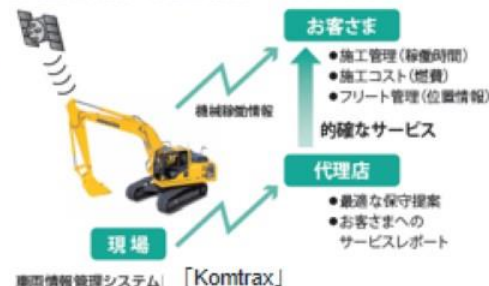 お客さま
●施工管理(稼働時間)
●施工コスト(燃費)
●フリート管理(位置情報)
機械稼働情報
的確なサービス
代理店
●最適な保守提案
●お客さまへの
サービスレポート
現場
車両情報管理システム 「Komtrax」